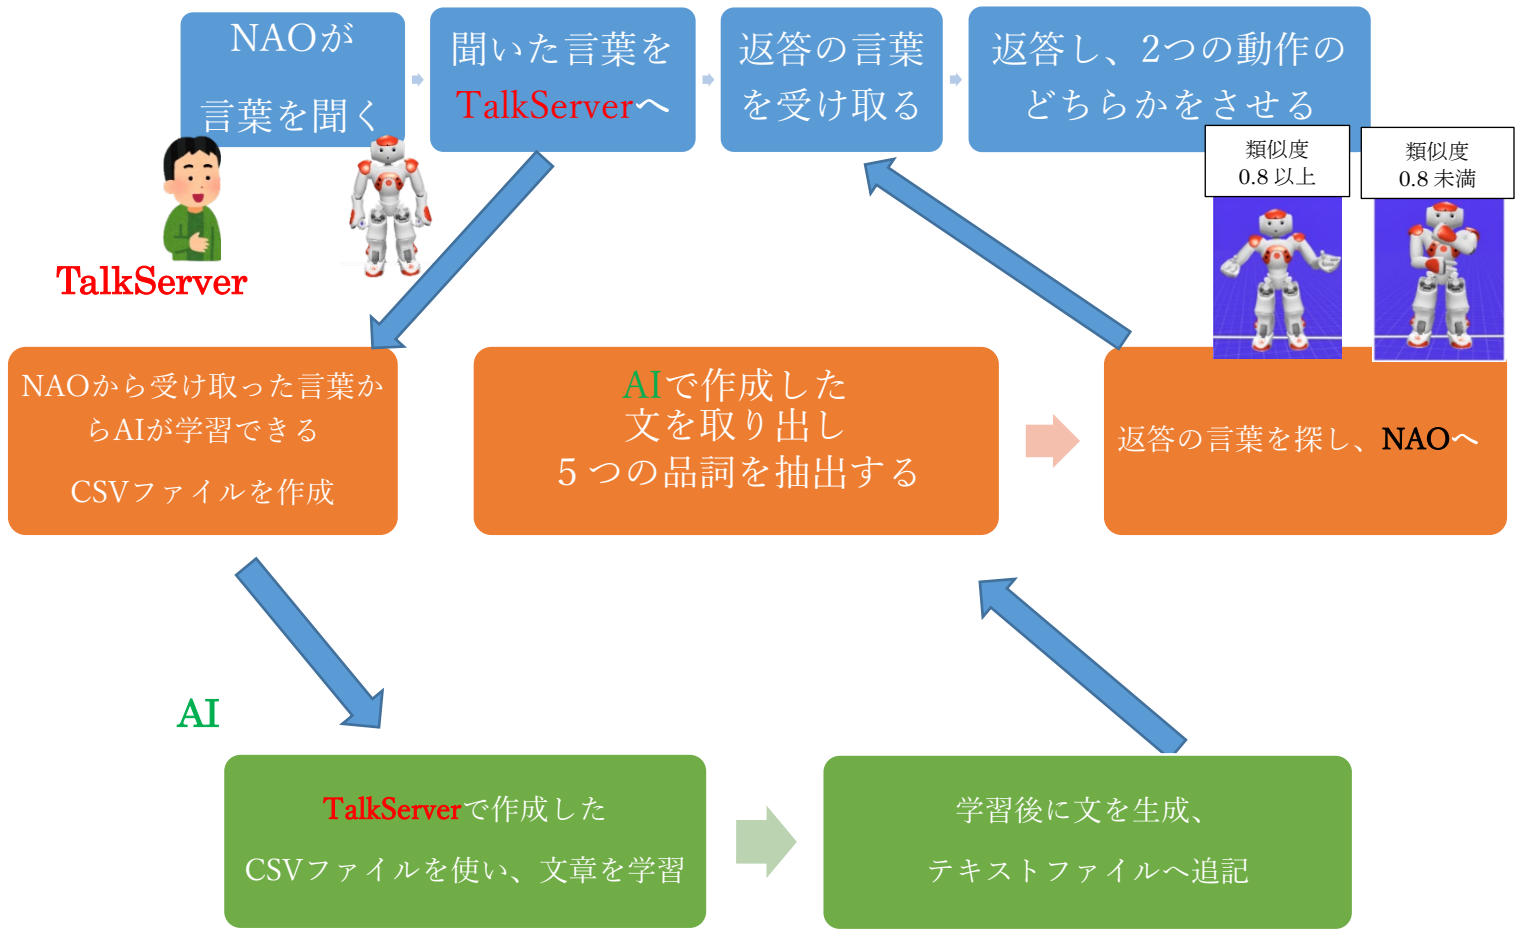 NAOが
言葉を聞く
聞いた言葉を
TalkServerへ
返答の言葉
を受け取る
返答し、2つの動作の
どちらかをさせる
類似度
0.8 以上
類似度
0.8 未満
TalkServer
NAOから受け取った言葉か
らAIが学習できる
CSVファイルを作成
AIで作成した
文を取り出し
５つの品詞を抽出する
返答の言葉を探し、NAOへ
AI
TalkServerで作成した
CSVファイルを使い、文章を学習
学習後に文を生成、
テキストファイルへ追記